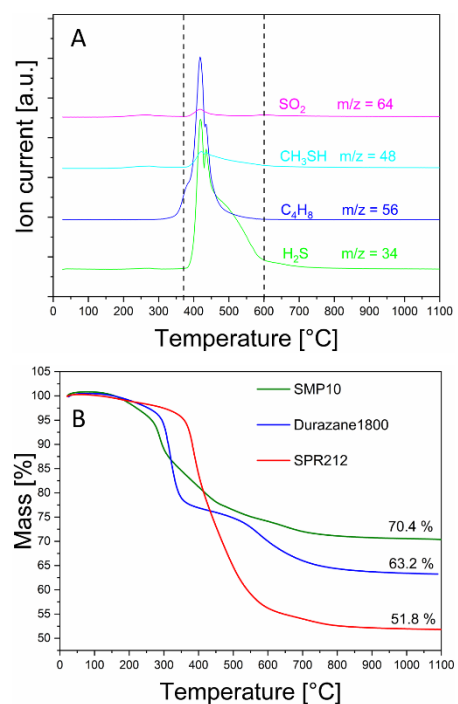 A
Ion current [a.u.]
SO2 m/z = 64
CH3SH m/z = 48
C4H8 m/z = 56
H2S m/z = 34
0 100 200 300 400 500 600 700 800 900 1000 1100
Temperature [°C]
B
Mass [%]
105
100
95
90
85
80
75
70
65
60
55
50
SMP10
Durazane1800
SPR212
70.4 %
63.2 %
51.8 %
0 100 200 300 400 500 600 700 800 900 1000 1100
Temperature [°C]